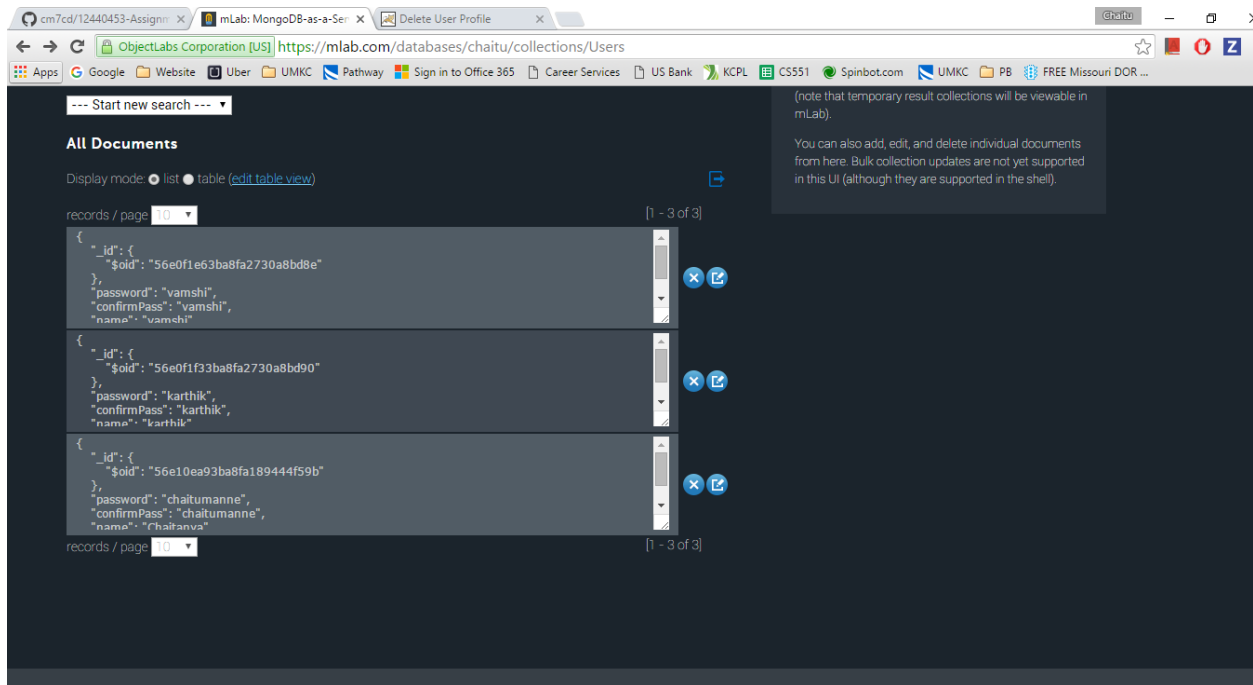 cm7cd/12440453-Assignm
mLab: MongoDB-as-a-Ser
Delete User Profile
Chaitu
ObjectLabs Corporation [US] https://mlab.com/databases/chaitu/collections/Users
Apps Google Website Uber UMKC Pathway Sign in to Office 365 Career Services US Bank KCPL CS551 Spinbot.com UMKC PB FREE Missouri DOR ...
--- Start new search ---
(note that temporary result collections will be viewable in
mLab).
You can also add, edit, and delete individual documents
from here. Bulk collection updates are not yet supported
in this UI (although they are supported in the shell).
All Documents
Display mode: list table (edit table view)
records / page 10 [1 - 3 of 3]
{
"_id": {
"$oid": "56e0f1e63ba8fa2730a8bd8e"
},
"password": "vamshi",
"confirmPass": "vamshi",
"name": "vamshi"
{
"_id": {
"$oid": "56e0f1f33ba8fa2730a8bd90"
},
"password": "karthik",
"confirmPass": "karthik",
"name": "karthik"
{
"_id": {
"$oid": "56e10ea93ba8fa189444f59b"
},
"password": "chaitumanne",
"confirmPass": "chaitumanne",
"name": "Chaitanya"
records / page 10 [1 - 3 of 3]